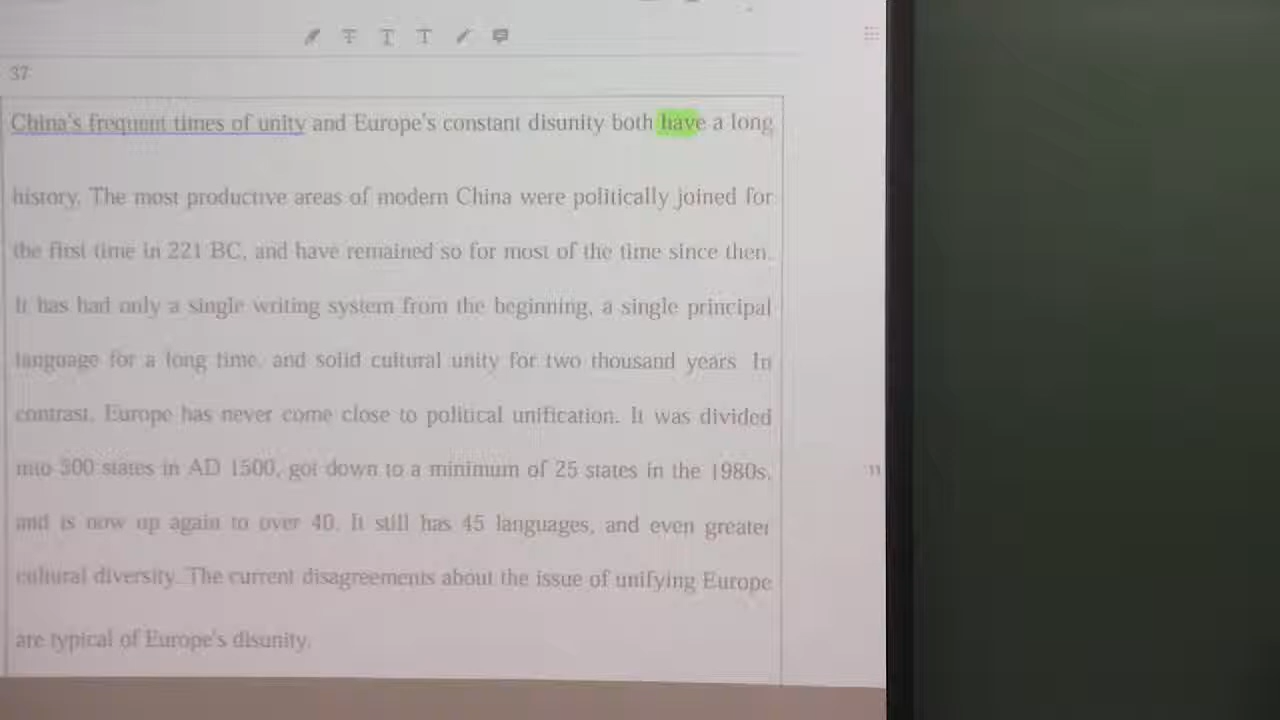 37
China's frequent times of unity and Europe's constant disunity both have a long
history. The most productive areas of modern China were politically joined for
the first time in 221 BC, and have remained so for most of the time since then.
It has had only a single writing system from the beginning, a single principal
language for a long time, and solid cultural unity for two thousand years. In
contrast, Europe has never come close to political unification. It was divided
into 500 states in AD 1500, got down to a minimum of 25 states in the 1980s,
and is now up again to over 40. It still has 45 languages, and even greater
cultural diversity. The current disagreements about the issue of unifying Europe
are typical of Europe's disunity.